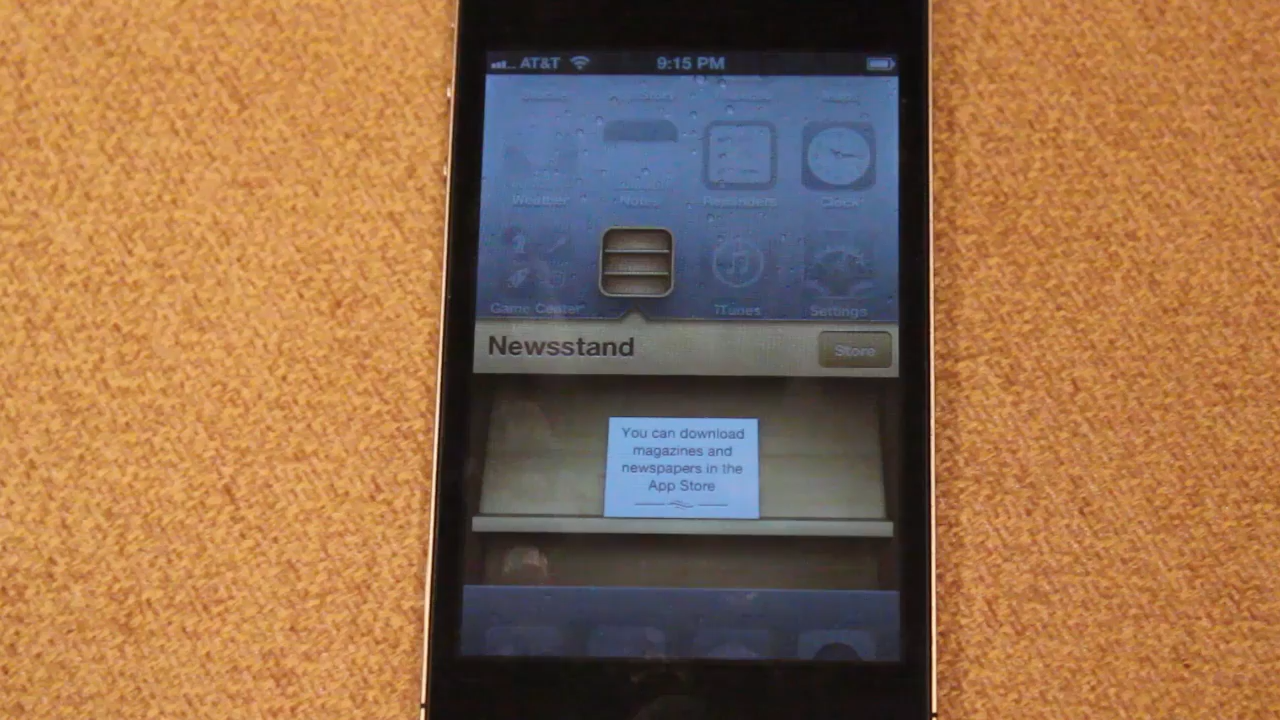 AT&T 9:15 PM
Weather Notes Reminders Clock
Game Center iTunes Settings
Newsstand Store
You can download
magazines and
newspapers in the
App Store